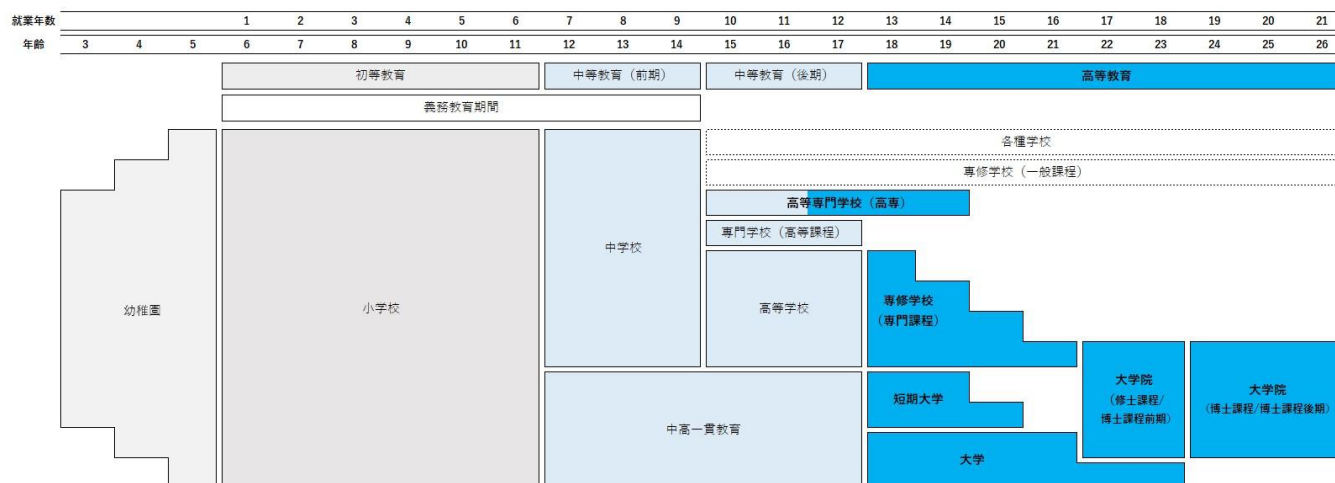 就業年数 1 2 3 4 5 6 7 8 9 10 11 12 13 14 15 16 17 18 19 20 21
年齢 3 4 5 6 7 8 9 10 11 12 13 14 15 16 17 18 19 20 21 22 23 24 25 26
初等教育 中等教育（前期） 中等教育（後期） 高等教育
義務教育期間
各種学校
専修学校（一般課程）
高等専門学校（高専）
専門学校（高等課程）
幼稚園
小学校
中学校
高等学校
専修学校
（専門課程）
中高一貫教育
短期大学
大学
大学院
（修士課程/
博士課程前期）
大学院
（博士課程/博士課程後期）